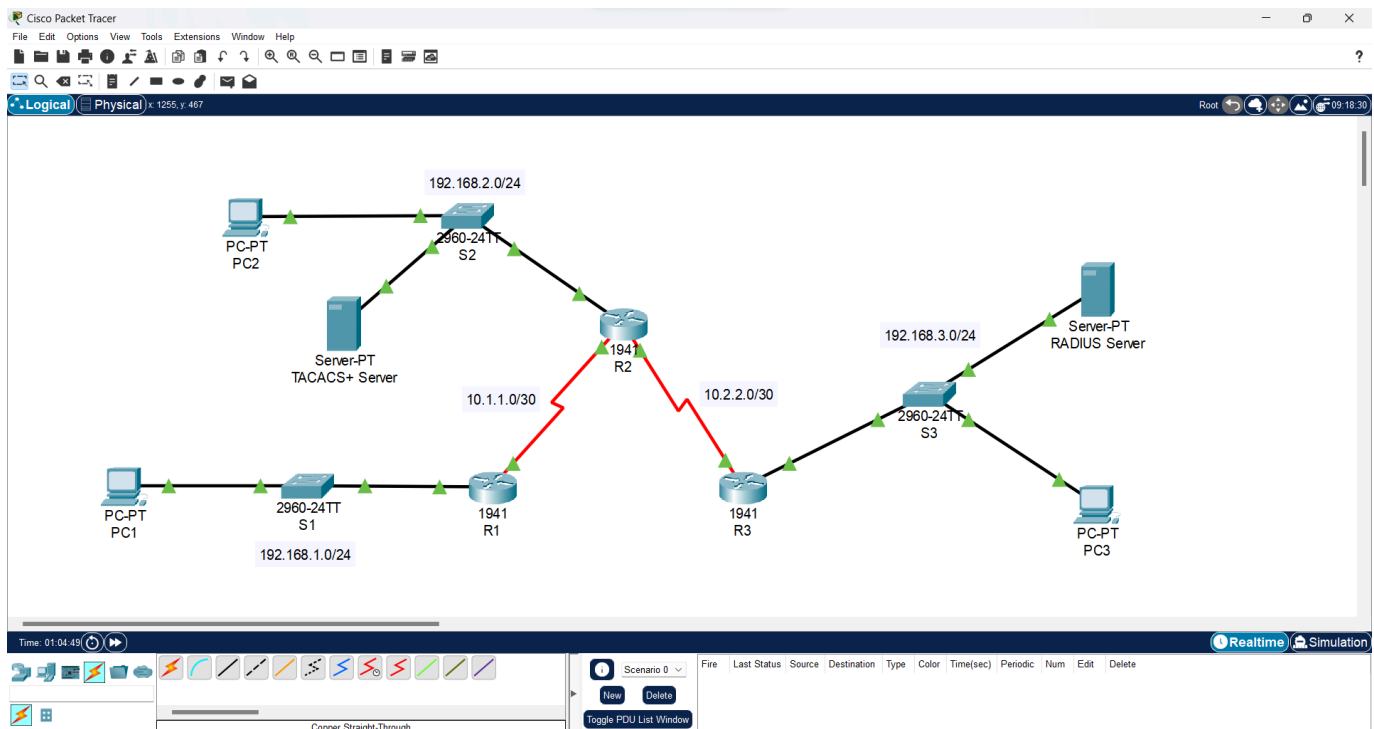 Cisco Packet Tracer
File Edit Options View Tools Extensions Window Help
?
Logical Physical x: 1255, y: 467
Root 09:18:30
192.168.2.0/24
PC-PT
PC2
2960-24TT
S2
Server-PT
TACACS+ Server
1941
R2
192.168.3.0/24
Server-PT
RADIUS Server
10.1.1.0/30
10.2.2.0/30
2960-24TT
S3
PC-PT
PC1
2960-24TT
S1
192.168.1.0/24
1941
R1
1941
R3
PC-PT
PC3
Time: 01:04:49
Realtime Simulation
Scenario 0
New Delete
Toggle PDU List Window
Fire Last Status Source Destination Type Color Time(sec) Periodic Num Edit Delete
Copper Straight-Through